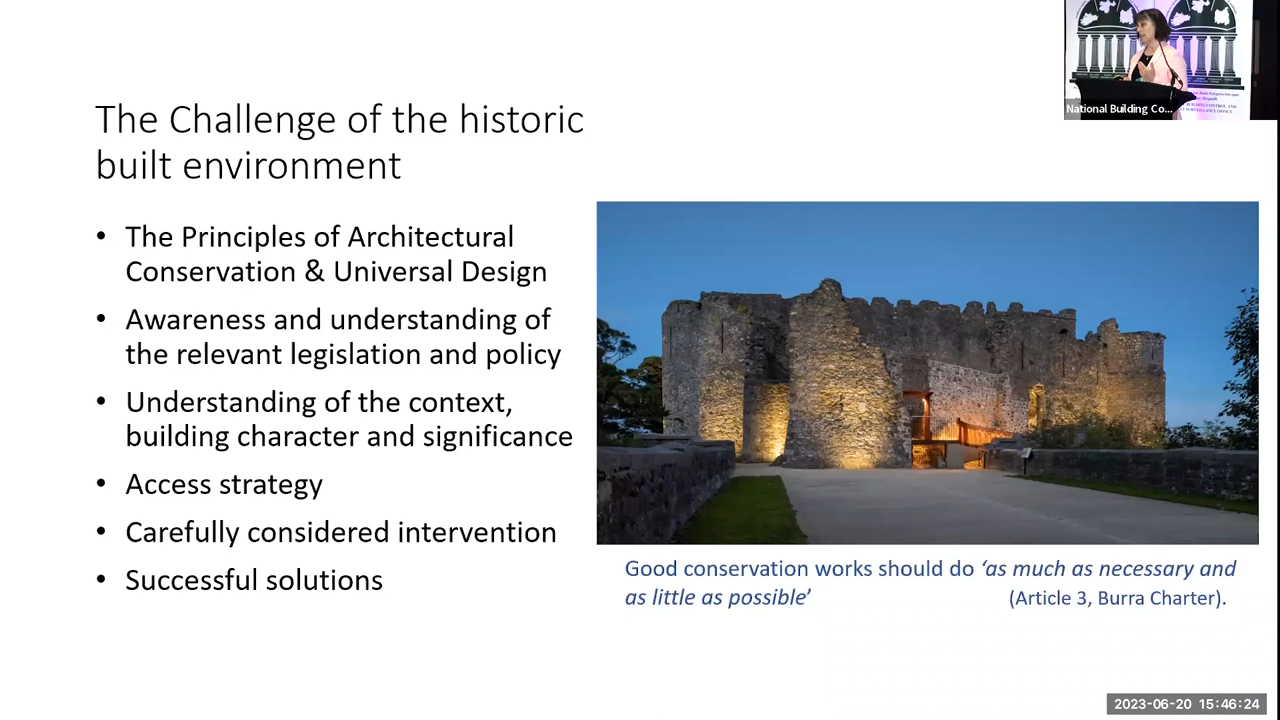 National Building Co...
The Challenge of the historic
built environment
• The Principles of Architectural
Conservation & Universal Design
• Awareness and understanding of
the relevant legislation and policy
• Understanding of the context,
building character and significance
• Access strategy
• Carefully considered intervention
• Successful solutions
Good conservation works should do ‘as much as necessary and
as little as possible’ (Article 3, Burra Charter).
2023-06-20 15:46:24